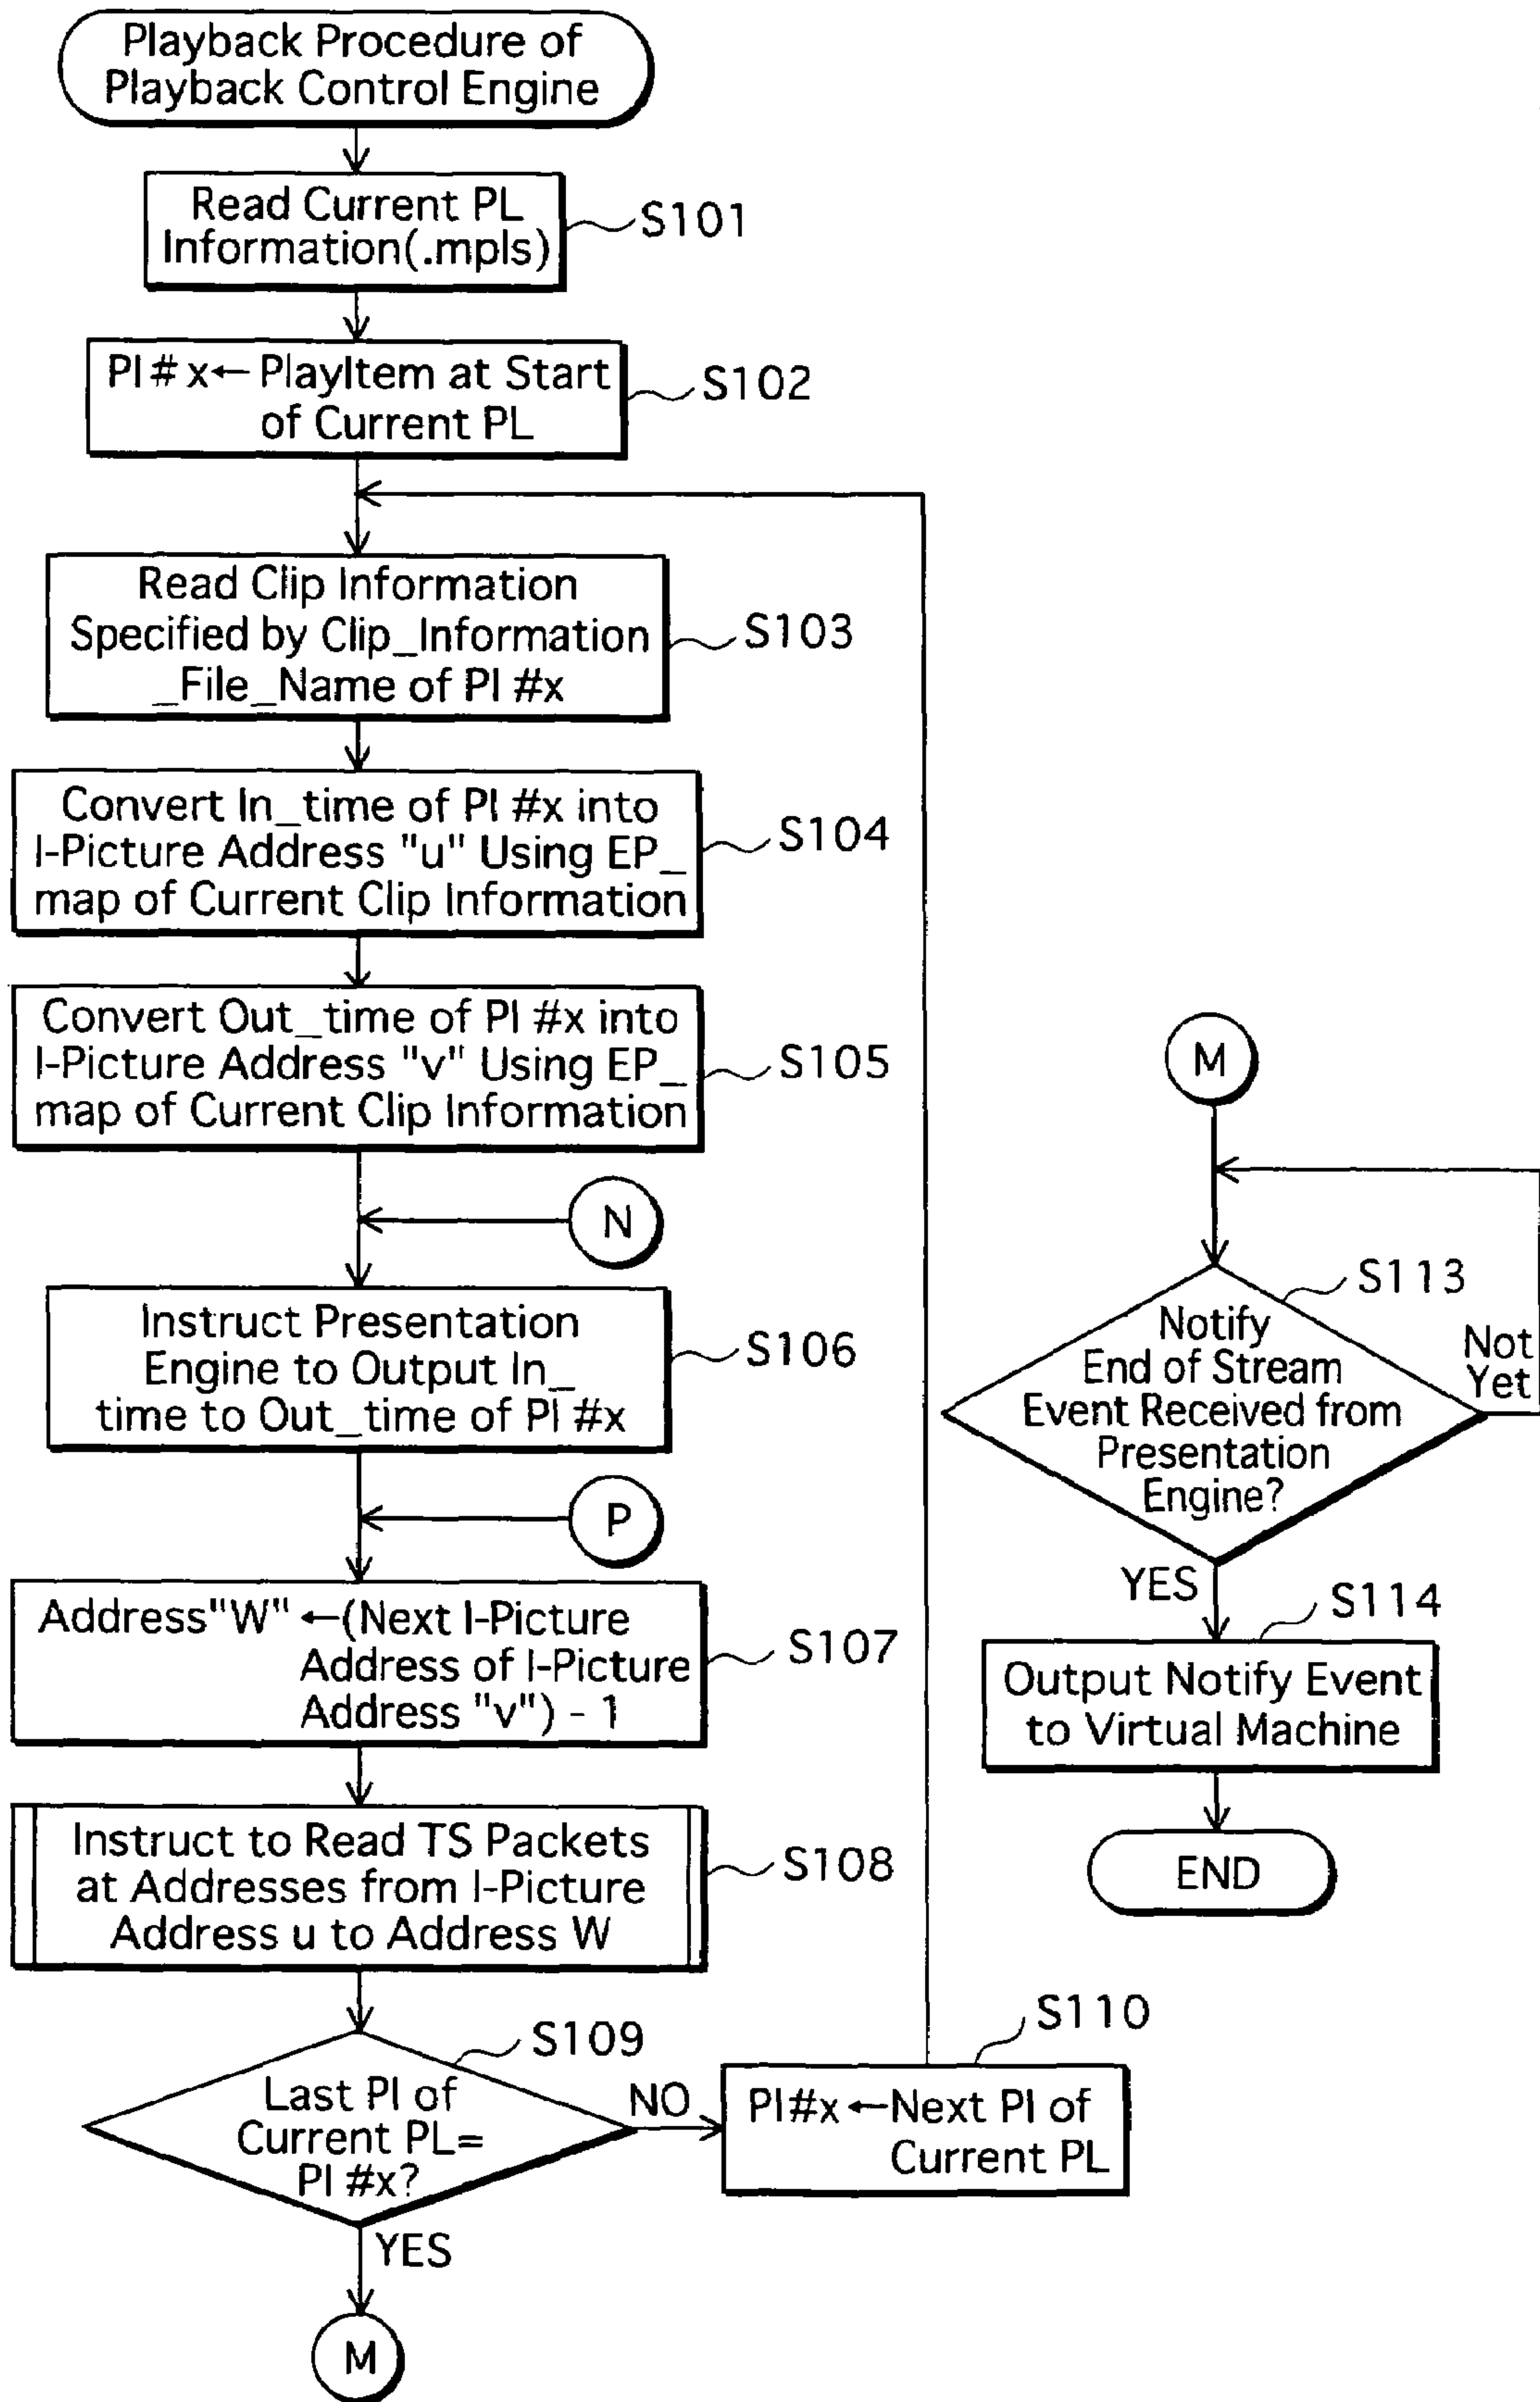 Playback Procedure of
Playback Control Engine
Read Current PL
Information(.mpls)
S101
PI # x← PlayItem at Start
of Current PL
S102
Read Clip Information
Specified by Clip_Information
_File_Name of PI #x
S103
Convert In_time of PI #x into
I-Picture Address "u" Using EP_
map of Current Clip Information
S104
Convert Out_time of PI #x into
I-Picture Address "v" Using EP_
map of Current Clip Information
S105
N
Instruct Presentation
Engine to Output In_
time to Out_time of PI #x
S106
P
Address"W" ←(Next I-Picture
Address of I-Picture
Address "v") - 1
S107
Instruct to Read TS Packets
at Addresses from I-Picture
Address u to Address W
S108
S109
Last PI of
Current PL=
PI #x?
NO
YES
S110
PI#x ←Next PI of
Current PL
M
M
S113
Notify
End of Stream
Event Received from
Presentation
Engine?
Not
Yet
YES
S114
Output Notify Event
to Virtual Machine
END